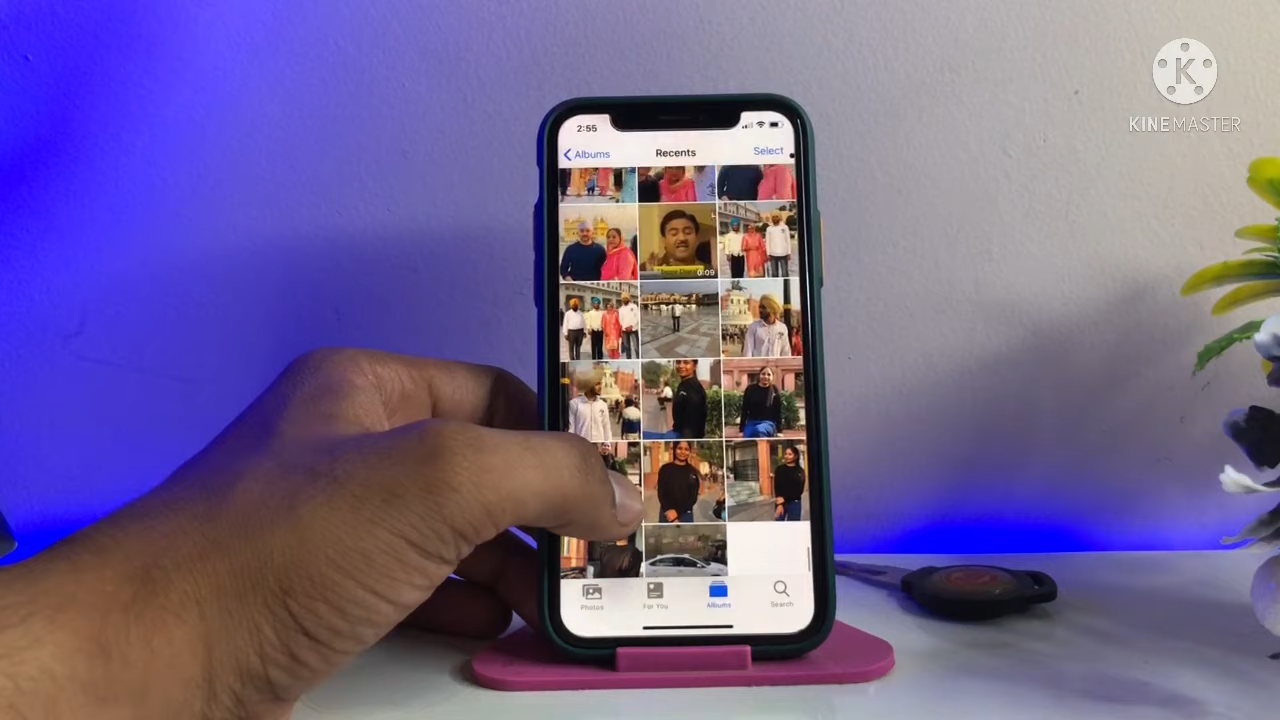 K
KINEMASTER
2:55
Albums
Recents
Select
0:09
Photos
For You
Albums
Search